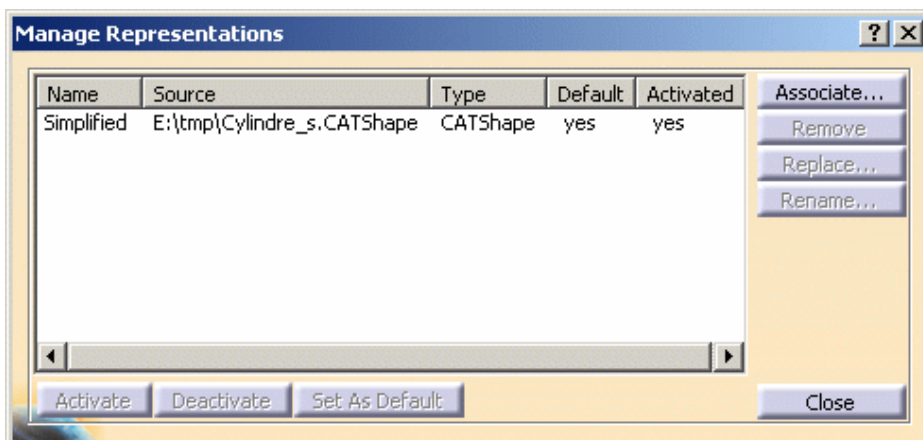 Manage Representations ? X
Name Source Type Default Activated Associate...
Simplified E:\tmp\Cylindre_s.CATShape CATShape yes yes Remove
Replace...
Rename...
Activate Deactivate Set As Default Close